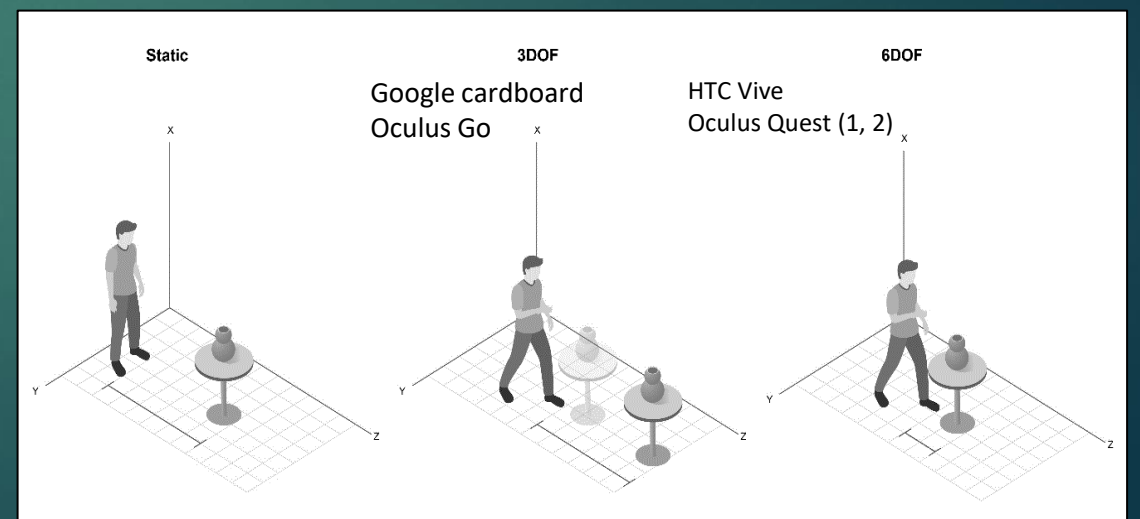 Static
3DOF
6DOF
Google cardboard
Oculus Go
HTC Vive
Oculus Quest (1, 2)
X
Y
Z
X
Y
Z
X
Y
Z